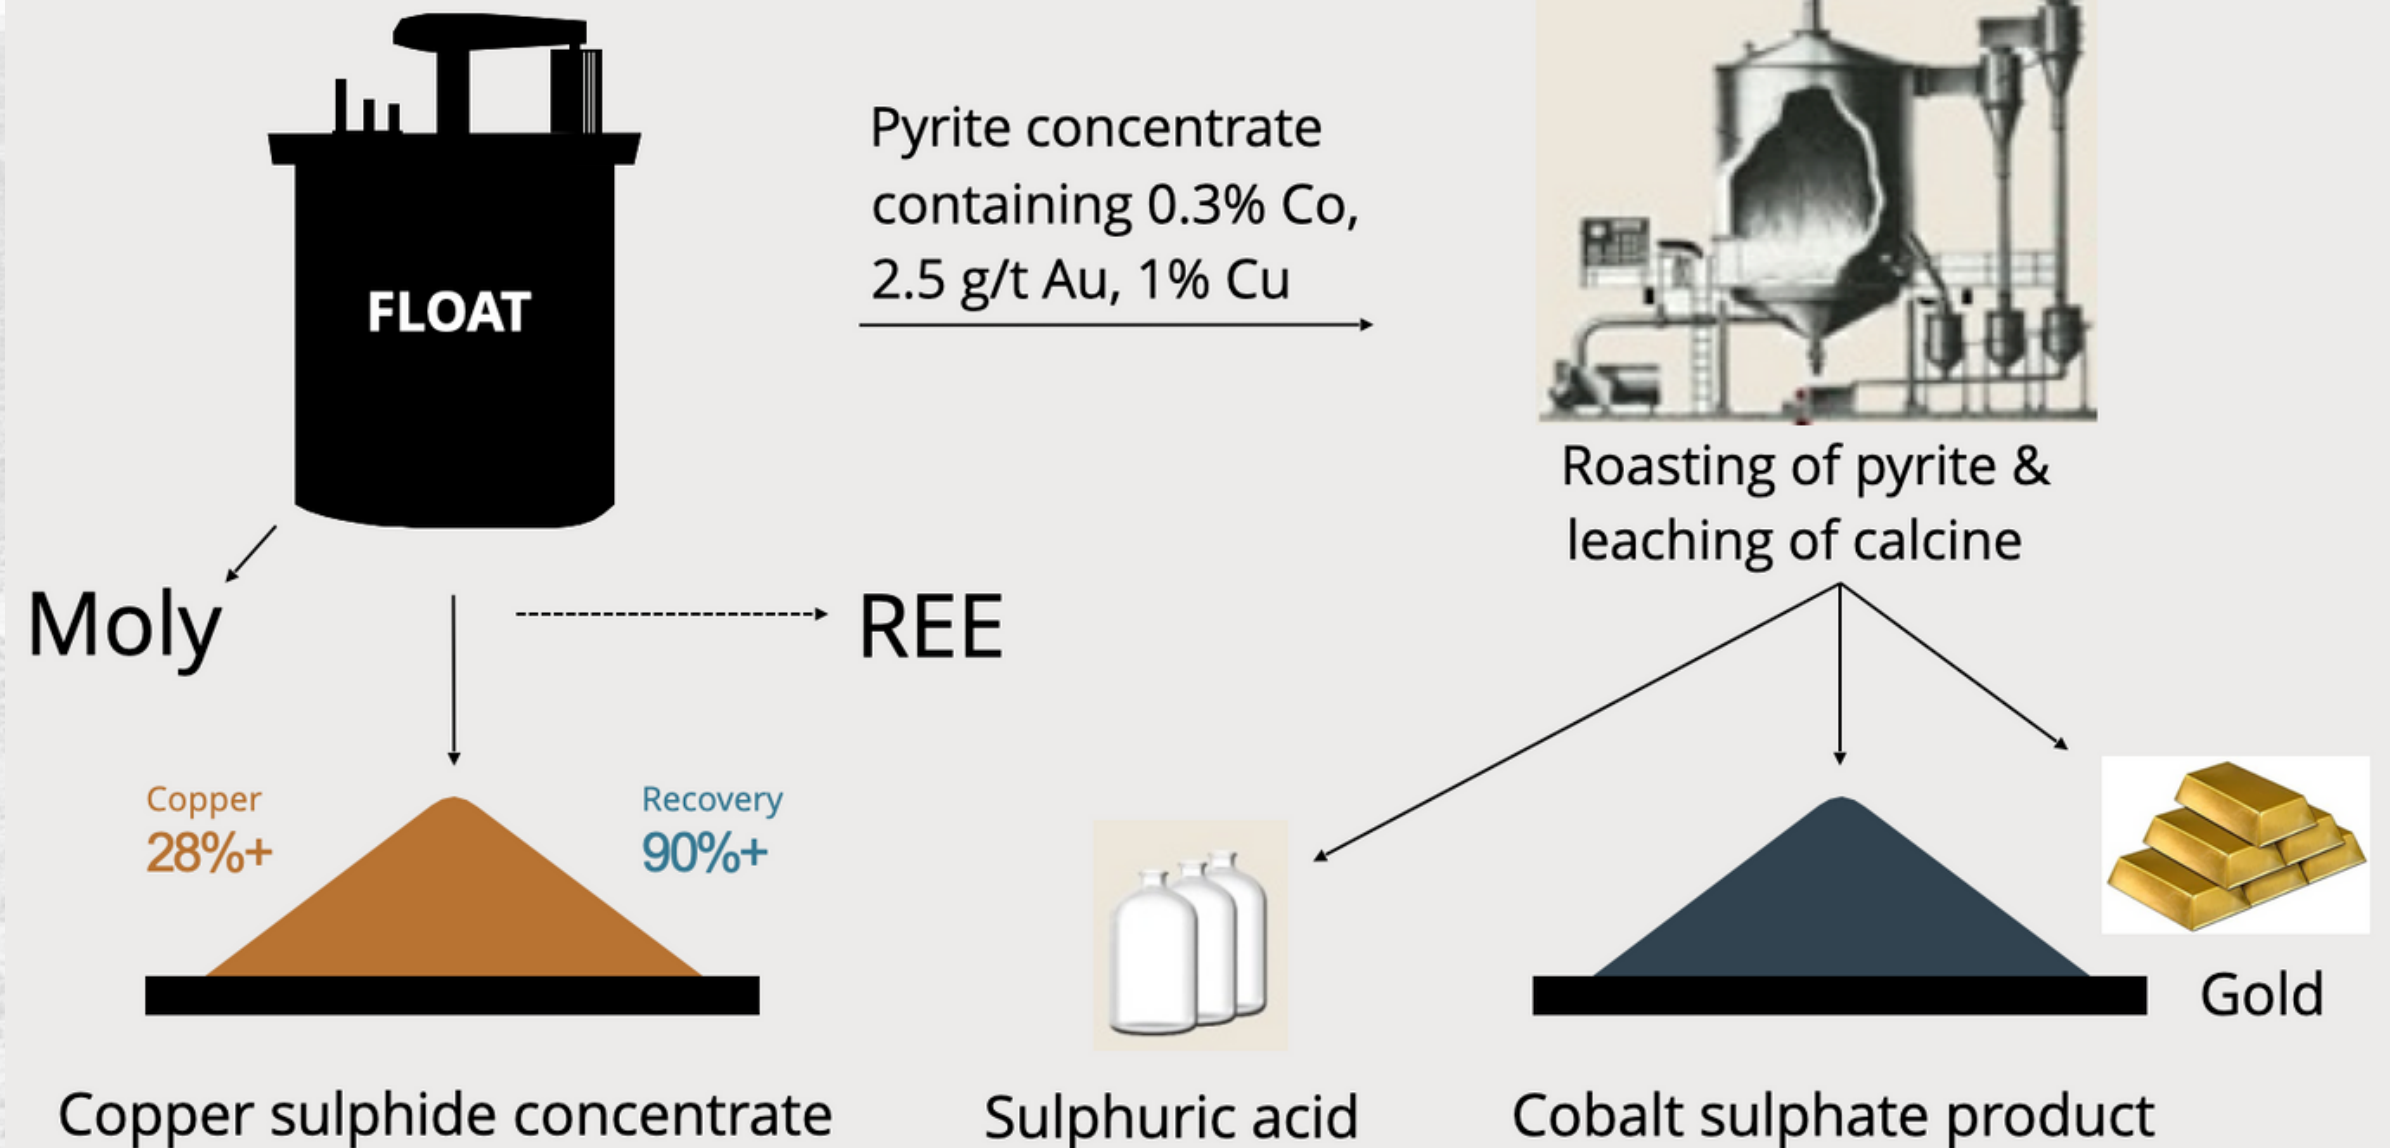 Pyrite concentrate
containing 0.3% Co,
2.5 g/t Au, 1% Cu
FLOAT
Roasting of pyrite &
leaching of calcine
Moly
REE
Copper
28%+
Recovery
90%+
Gold
Copper sulphide concentrate
Sulphuric acid
Cobalt sulphate product